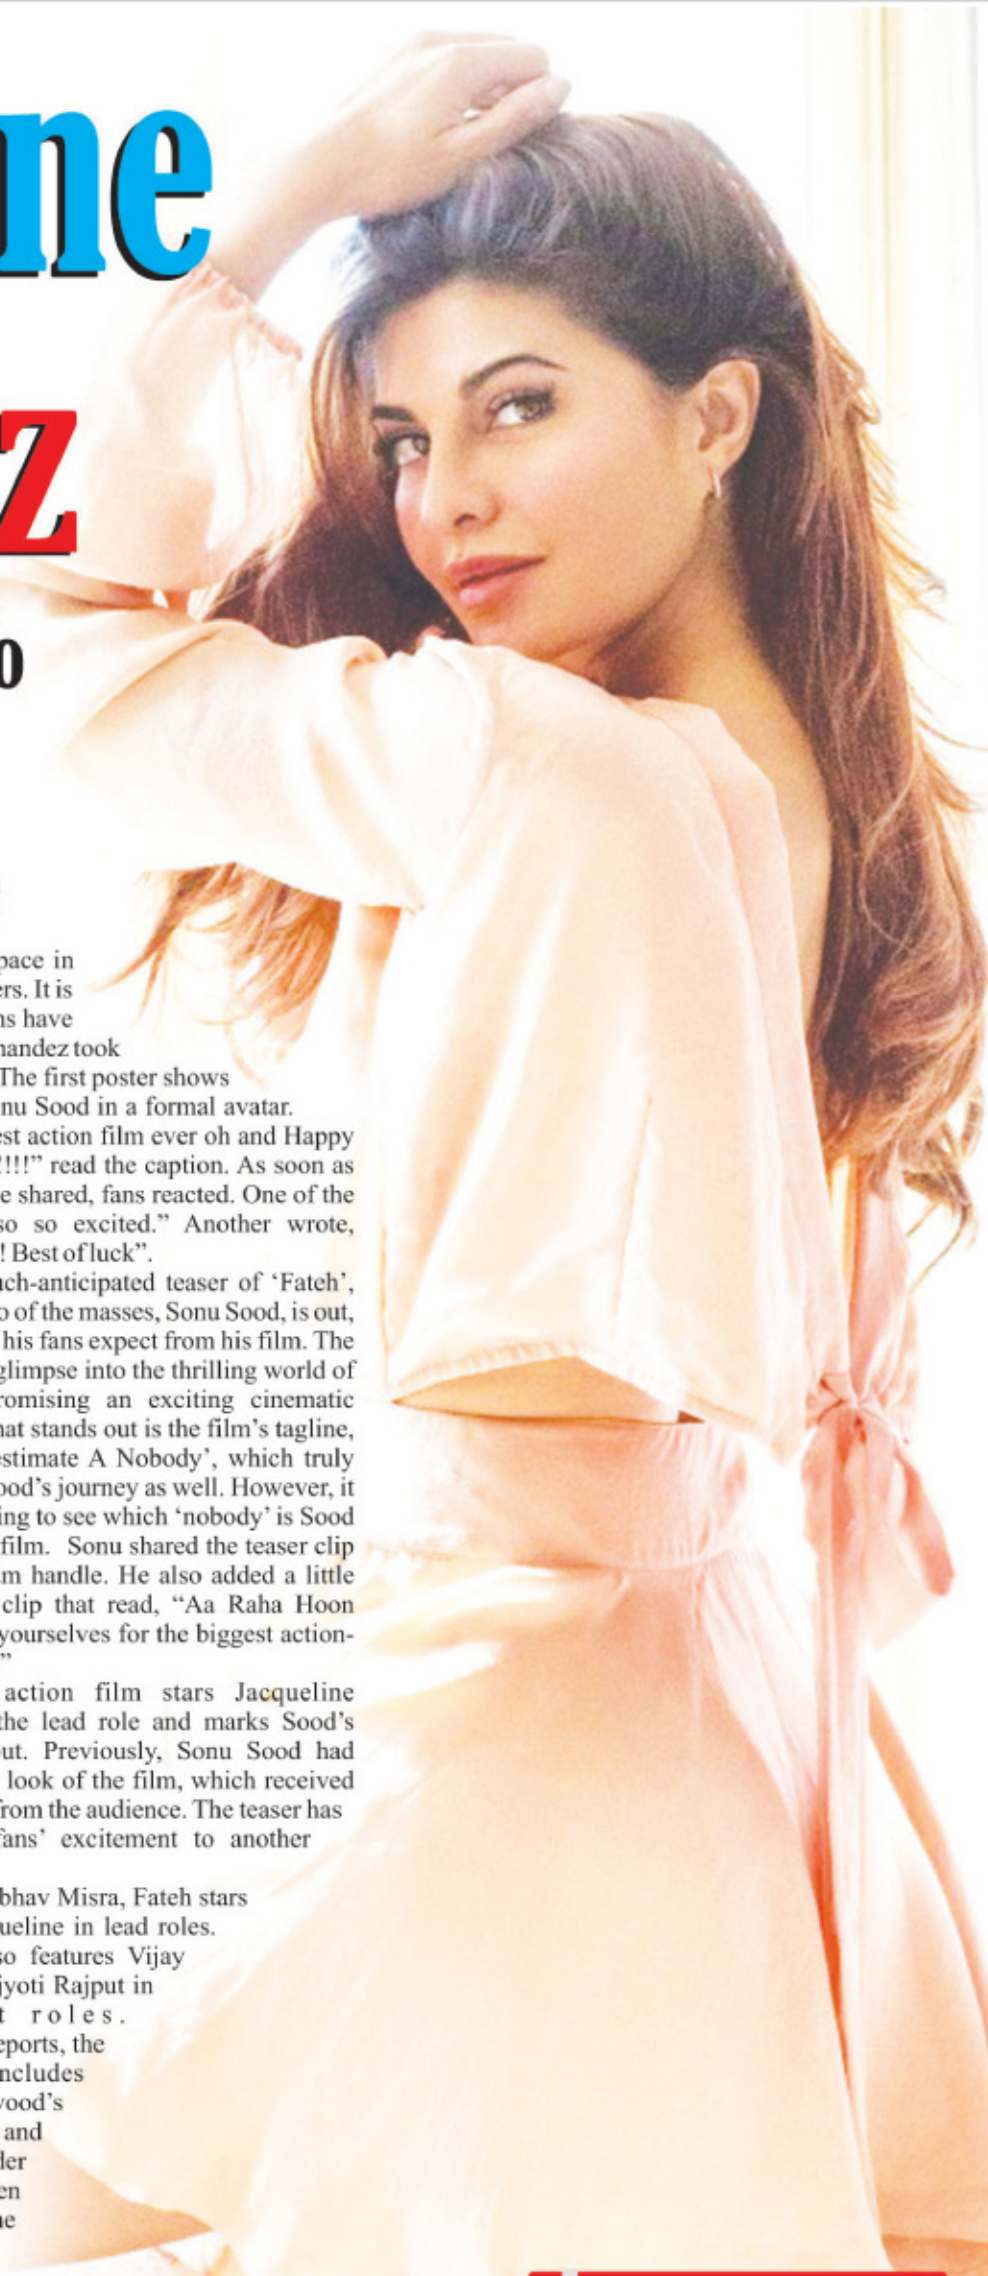 ne
z
o
pace in
ers. It is
ns have
nandez took
The first poster shows
nu Sood in a formal avatar.
est action film ever oh and Happy
!!!!” read the caption. As soon as
e shared, fans reacted. One of the
so so excited.” Another wrote,
! Best of luck”.
uch-anticipated teaser of ‘Fateh’,
o of the masses, Sonu Sood, is out,
his fans expect from his film. The
glimpse into the thrilling world of
romising an exciting cinematic
hat stands out is the film’s tagline,
estimate A Nobody’, which truly
ood’s journey as well. However, it
ing to see which ‘nobody’ is Sood
film. Sonu shared the teaser clip
m handle. He also added a little
clip that read, “Aa Raha Hoon
yourselves for the biggest action-
”
action film stars Jacqueline
the lead role and marks Sood’s
ut. Previously, Sonu Sood had
look of the film, which received
from the audience. The teaser has
fans’ excitement to another
bhav Misra, Fateh stars
ueline in lead roles.
so features Vijay
jyoti Rajput in
t roles.
eports, the
ncludes
wood’s
and
der
en
ne